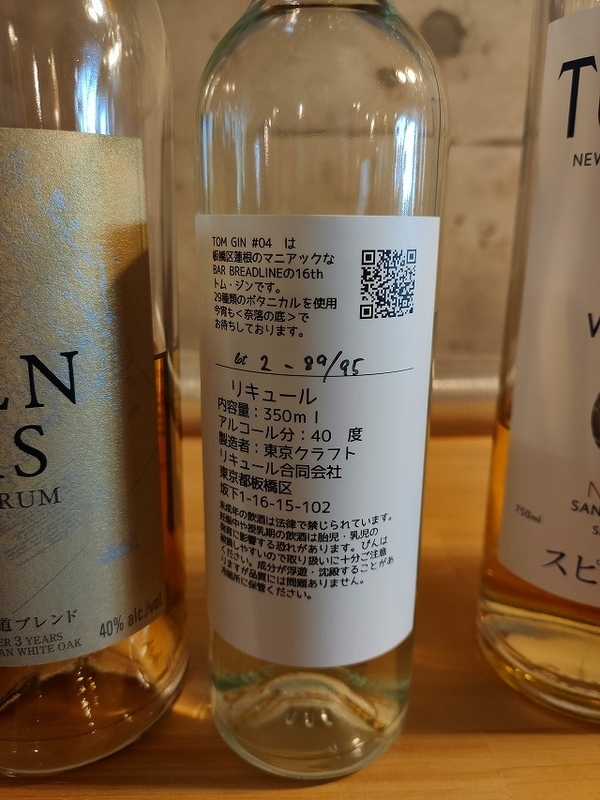 TOM GIN #04 は
板橋区蓮根のマニアックな
BAR BREADLINEの16th
トム・ジンです。
29種類のボタニカルを使用
今宵も<奈落の底>で
お待ちしております。
lot 2 - 89/95
リキュール
内容量：350ml
アルコール分：40 度
製造者：東京クラフト
リキュール合同会社
東京都板橋区
坂下1-16-15-102
未成年の飲酒は法律で禁じられています。
妊娠中や授乳期の飲酒は胎児・乳児の
発育に影響する恐れがあります。びんは
破損しやすいので取り扱いに十分ご注意
ください。成分が浮遊・沈殿することがあ
りますが品質には問題ありません。
冷暗所に保管ください。
RUM
道ブレンド
3 YEARS
WHITE OAK
40% alc./vol
T
NEW
W
N
SAN
S
750ml
スピ